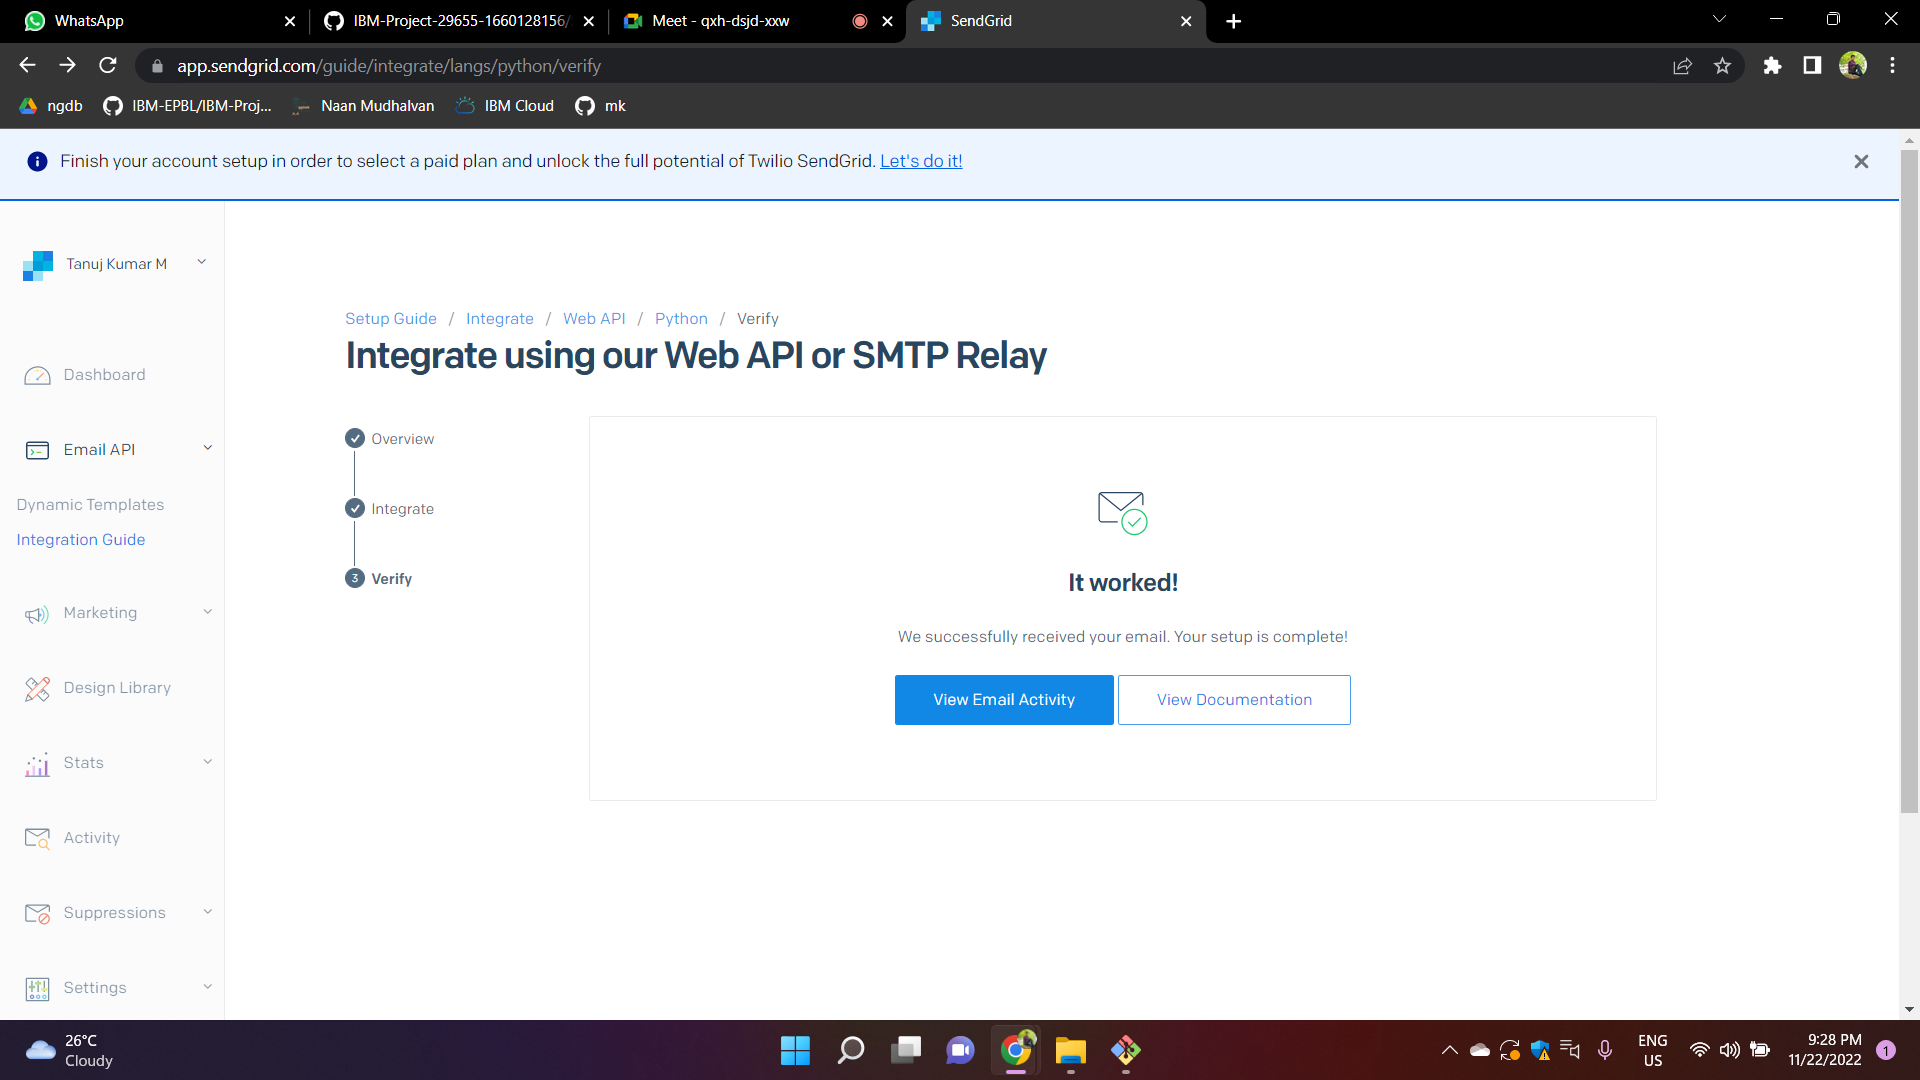 WhatsApp
IBM-Project-29655-1660128156/
Meet - qxh-dsjd-xxw
SendGrid
app.sendgrid.com/guide/integrate/langs/python/verify
ngdb
IBM-EPBL/IBM-Proj...
Naan Mudhalvan
IBM Cloud
mk
Finish your account setup in order to select a paid plan and unlock the full potential of Twilio SendGrid. Let's do it!
Tanuj Kumar M
Dashboard
Email API
Dynamic Templates
Integration Guide
Marketing
Design Library
Stats
Activity
Suppressions
Settings
Setup Guide / Integrate / Web API / Python / Verify
Integrate using our Web API or SMTP Relay
Overview
Integrate
3 Verify
It worked!
We successfully received your email. Your setup is complete!
View Email Activity
View Documentation
26°C
Cloudy
ENG
US
9:28 PM
11/22/2022
1